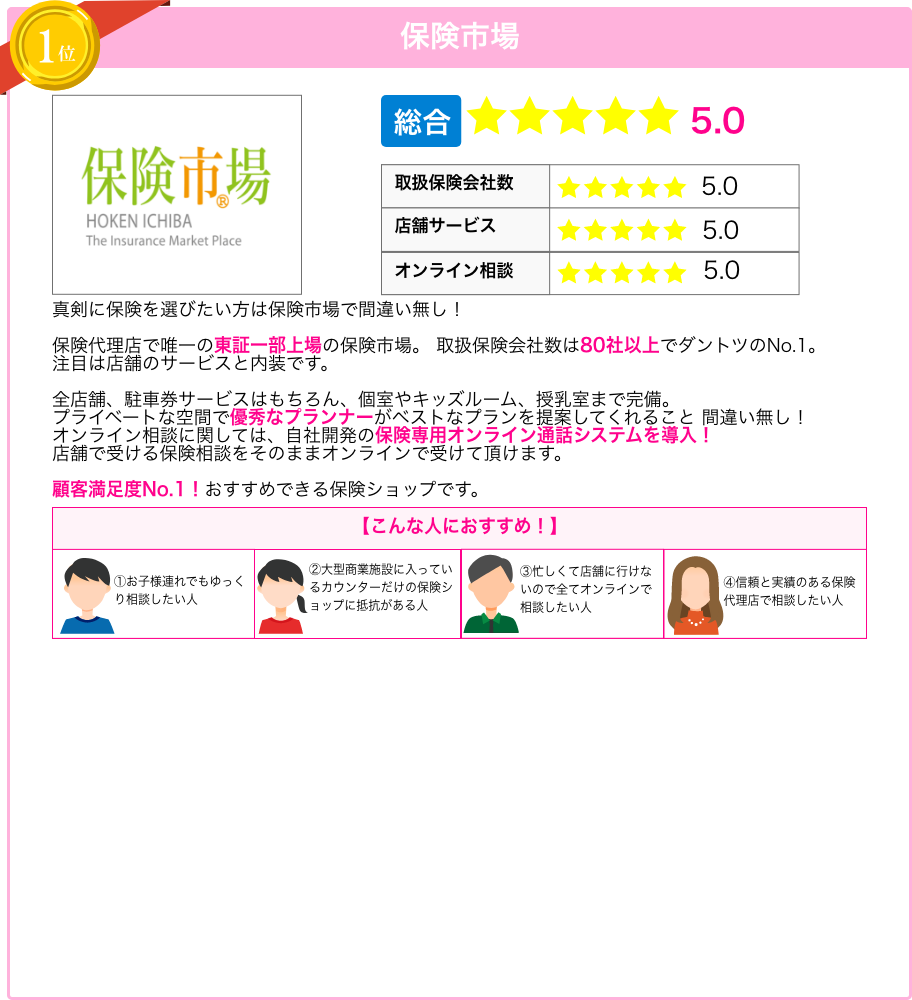 1位
保険市場
保険市場®
HOKEN ICHIBA
The Insurance Market Place
総合 ★★★★★ 5.0
取扱保険会社数 ★★★★★ 5.0
店舗サービス ★★★★★ 5.0
オンライン相談 ★★★★★ 5.0
真剣に保険を選びたい方は保険市場で間違い無し！
保険代理店で唯一の東証一部上場の保険市場。 取扱保険会社数は80社以上でダントツのNo.1。
注目は店舗のサービスと内装です。
全店舗、駐車券サービスはもちろん、個室やキッズルーム、授乳室まで完備。
プライベートな空間で優秀なプランナーがベストなプランを提案してくれること 間違い無し！
オンライン相談に関しては、自社開発の保険専用オンライン通話システムを導入！
店舗で受ける保険相談をそのままオンラインで受けて頂けます。
顧客満足度No.1！おすすめできる保険ショップです。
【こんな人におすすめ！】
①お子様連れでもゆっく
り相談したい人
②大型商業施設に入ってい
るカウンターだけの保険シ
ョップに抵抗がある人
③忙しくて店舗に行けな
いので全てオンラインで
相談したい人
④信頼と実績のある保険
代理店で相談したい人